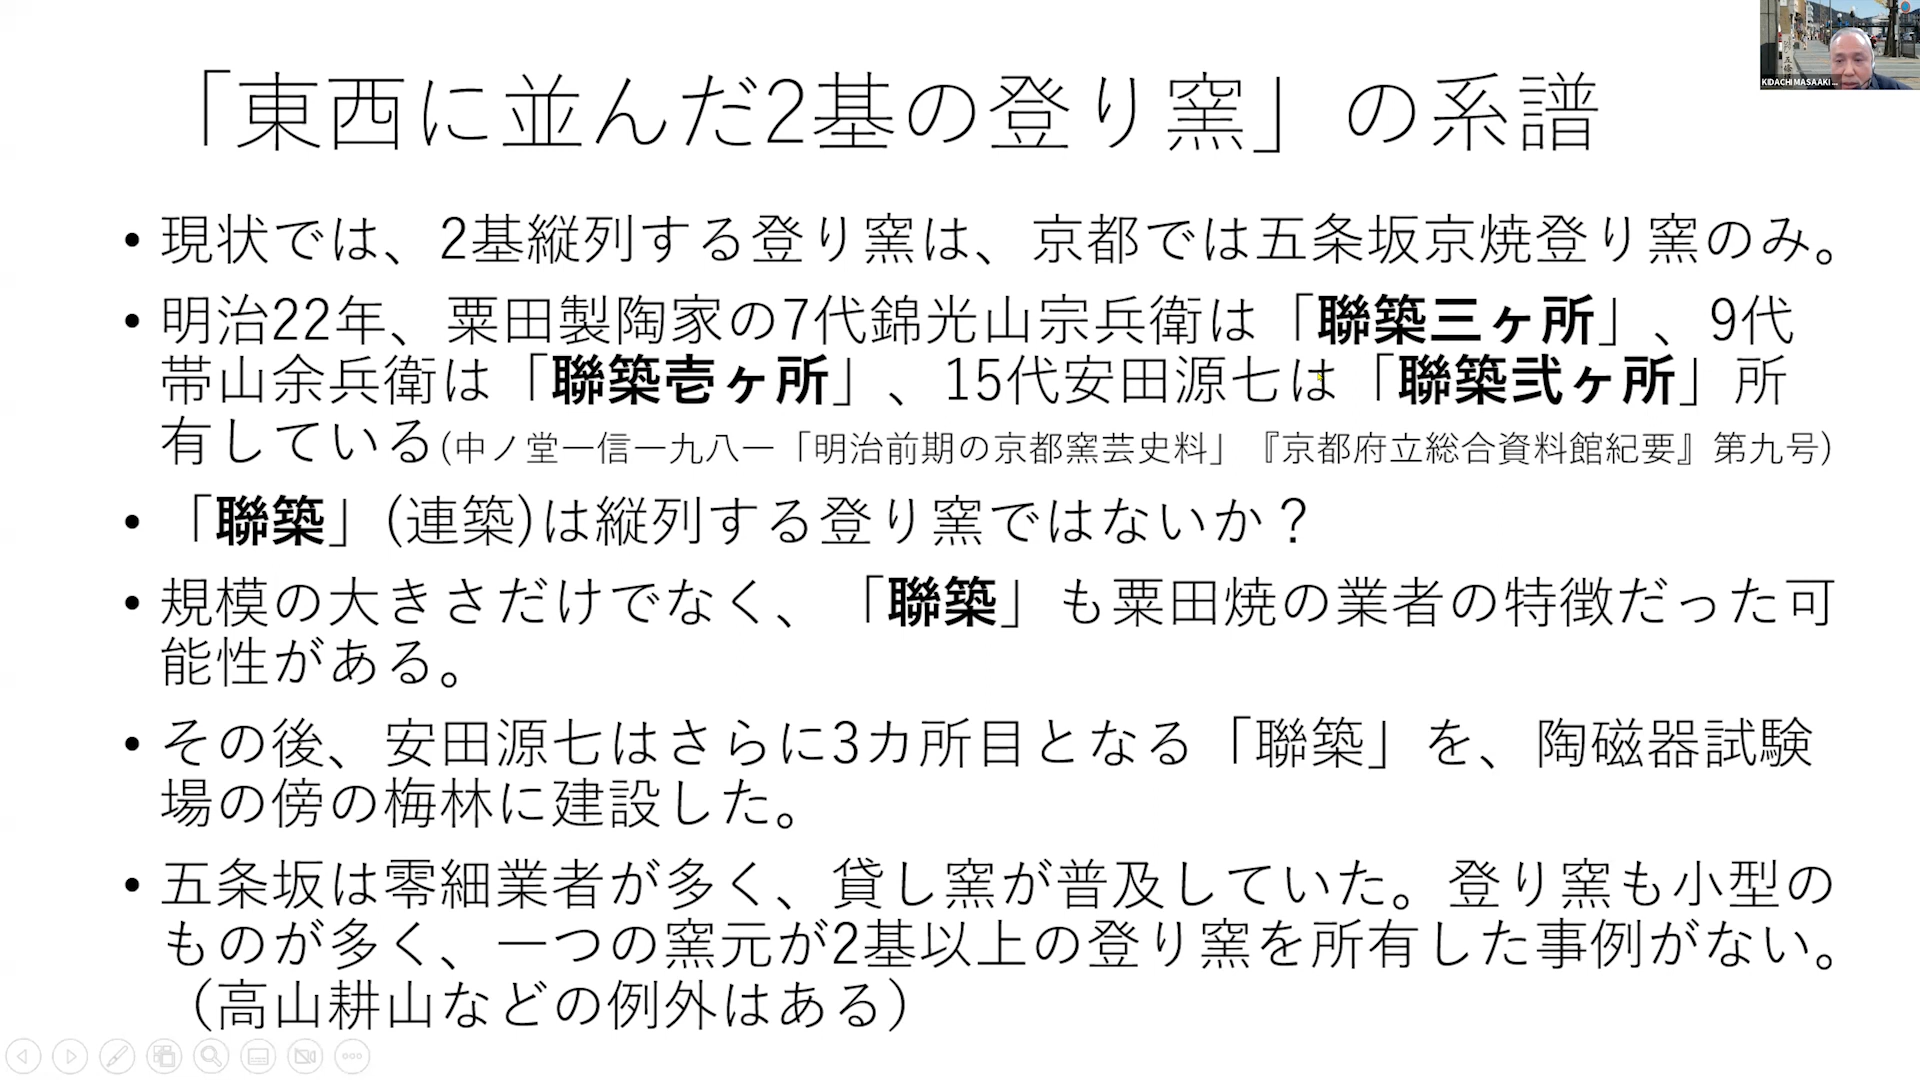 「東西に並んだ2基の登り窯」の系譜
• 現状では、2基縦列する登り窯は、京都では五条坂京焼登り窯のみ。
• 明治22年、粟田製陶家の7代錦光山宗兵衛は「聯築三ヶ所」、9代
帯山余兵衛は「聯築壱ヶ所」、15代安田源七は「聯築弐ヶ所」所
有している(中ノ堂一信一九八一「明治前期の京都窯芸史料」『京都府立総合資料館紀要』第九号)
• 「聯築」(連築)は縦列する登り窯ではないか？
• 規模の大きさだけでなく、「聯築」も粟田焼の業者の特徴だった可
能性がある。
• その後、安田源七はさらに3カ所目となる「聯築」を、陶磁器試験
場の傍の梅林に建設した。
• 五条坂は零細業者が多く、貸し窯が普及していた。登り窯も小型の
ものが多く、一つの窯元が2基以上の登り窯を所有した事例がない。
（高山耕山などの例外はある）
KIDACHI MASAAKI...